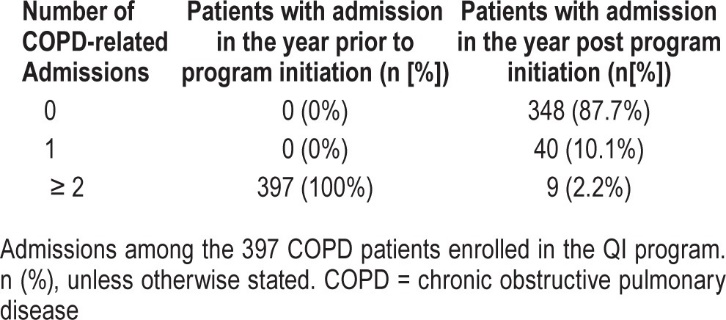 Number of COPD-related Admissions Patients with admission in the year prior to program initiation (n [%]) Patients with admission in the year post program initiation (n[%])
0 0 (0%) 348 (87.7%)
1 0 (0%) 40 (10.1%)
≥ 2 397 (100%) 9 (2.2%)
Admissions among the 397 COPD patients enrolled in the QI program.
n (%), unless otherwise stated. COPD = chronic obstructive pulmonary
disease